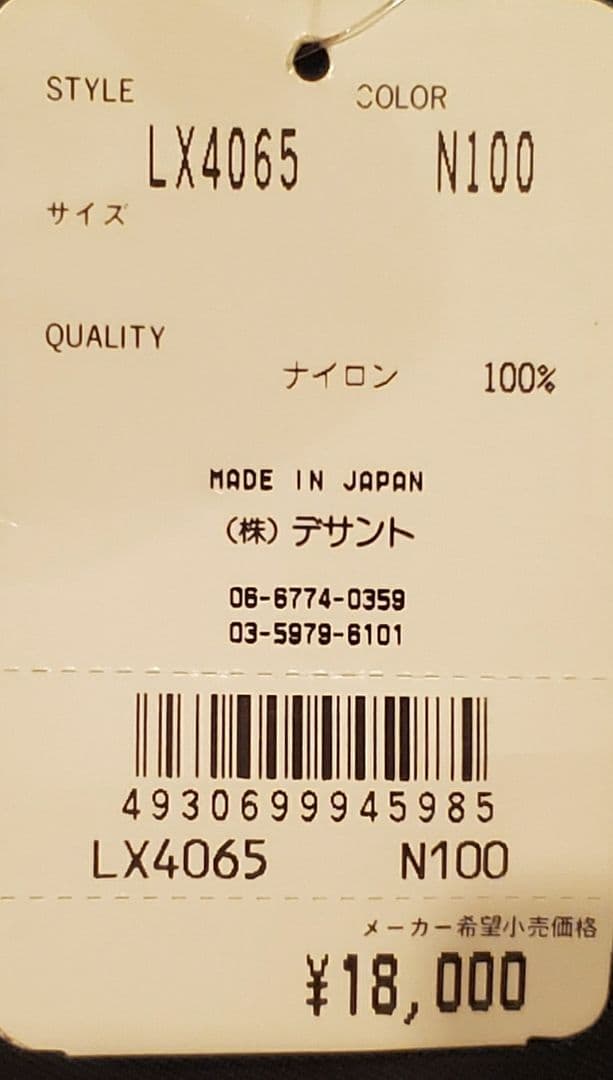 STYLE COLOR
LX4065 N100
サイズ
QUALITY
ナイロン 100%
MADE IN JAPAN
(株)デサント
06-6774-0359
03-5979-6101
4930699945985
LX4065 N100
メーカー希望小売価格
¥18,000